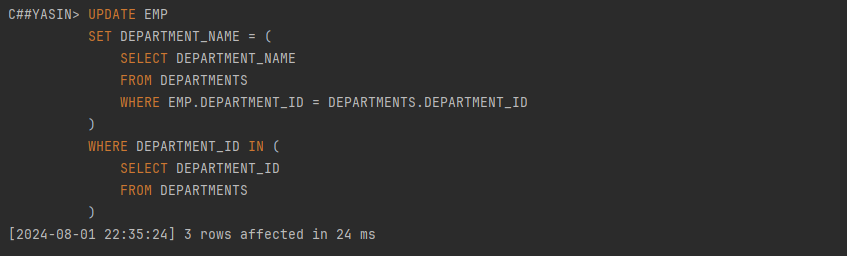 C##YASIN> UPDATE EMP
SET DEPARTMENT_NAME = (
SELECT DEPARTMENT_NAME
FROM DEPARTMENTS
WHERE EMP.DEPARTMENT_ID = DEPARTMENTS.DEPARTMENT_ID
)
WHERE DEPARTMENT_ID IN (
SELECT DEPARTMENT_ID
FROM DEPARTMENTS
)
[2024-08-01 22:35:24] 3 rows affected in 24 ms